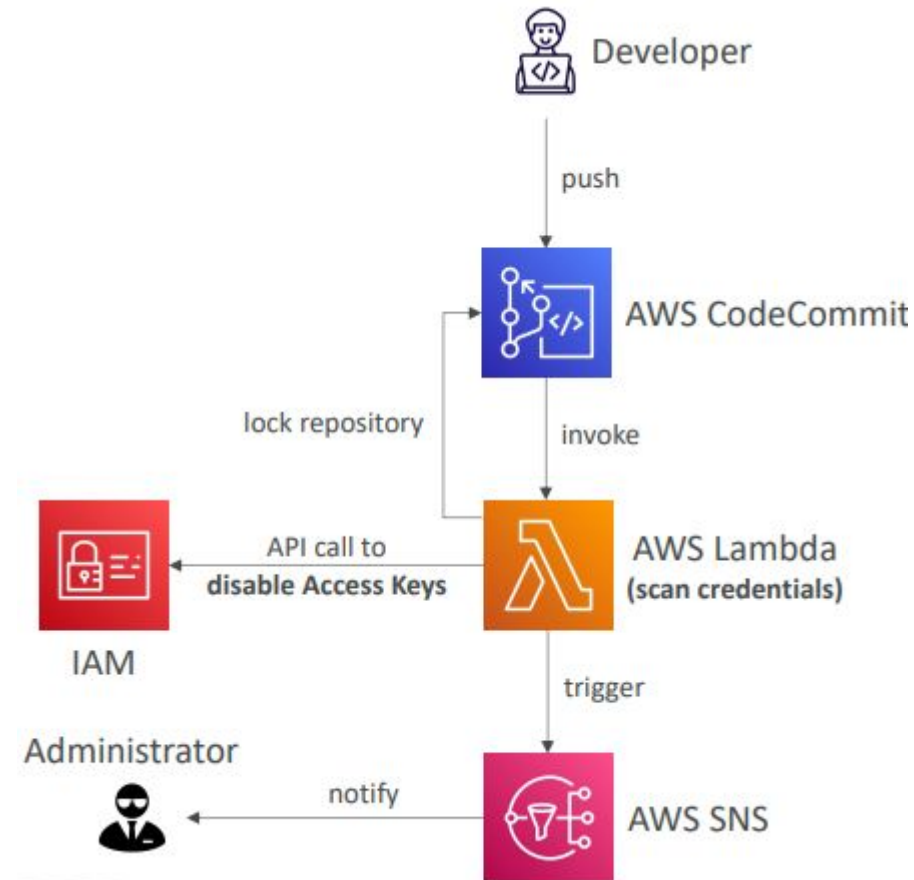 Developer
push
AWS CodeCommit
lock repository
invoke
API call to
disable Access Keys
AWS Lambda
(scan credentials)
IAM
trigger
Administrator
notify
AWS SNS